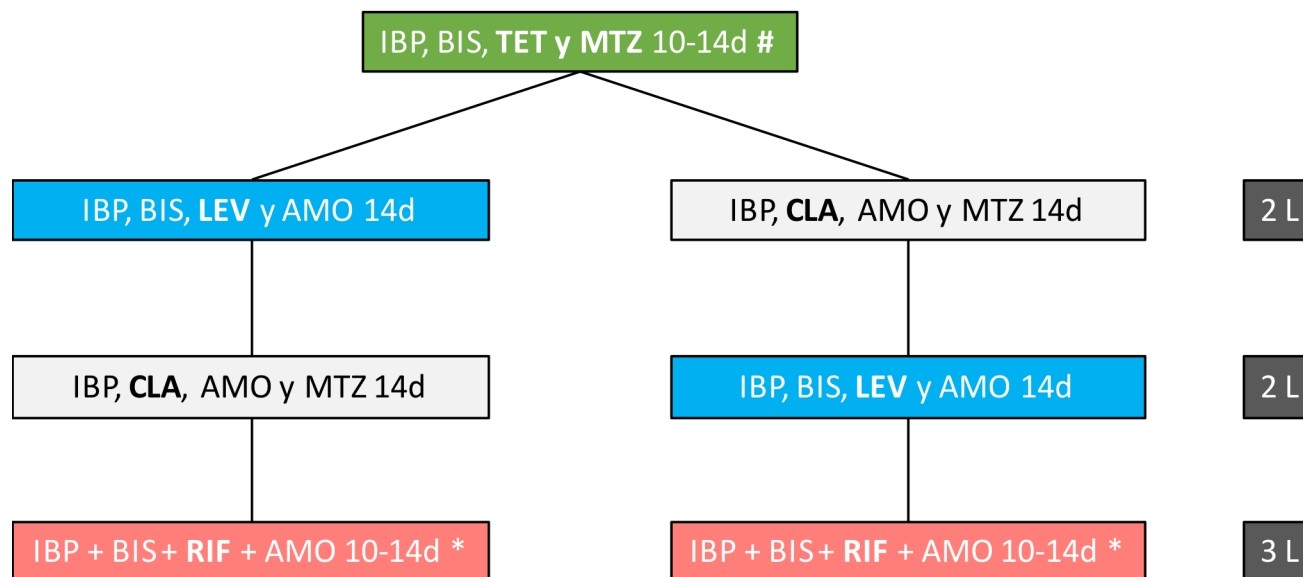 IBP, BIS, TET y MTZ 10-14d #
IBP, BIS, LEV y AMO 14d
IBP, CLA, AMO y MTZ 14d
2 L
IBP, CLA, AMO y MTZ 14d
IBP, BIS, LEV y AMO 14d
2 L
IBP + BIS+ RIF + AMO 10-14d *
IBP + BIS+ RIF + AMO 10-14d *
3 L